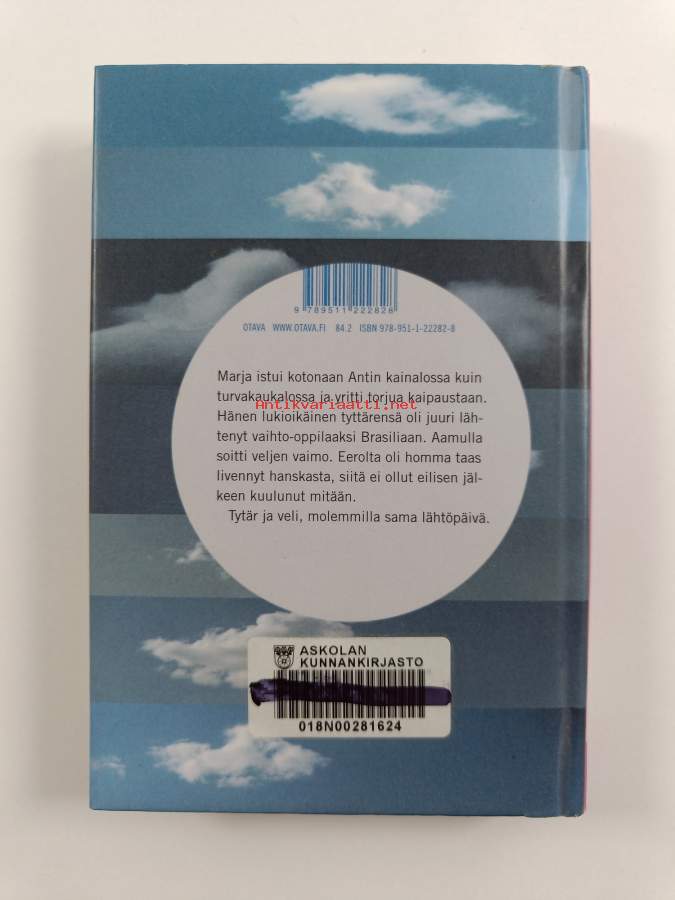 9 789511 222828
OTAVA WWW.OTAVA.FI 84.2 ISBN 978-951-1-22282-8
Marja istui kotonaan Antin kainalossa kuin
turvakaukalossa ja yritti torjua kaipaustaan.
Antikvariaatti.net
Hänen lukioikäinen tyttärensä oli juuri läh-
tenyt vaihto-oppilaaksi Brasiliaan. Aamulla
soitti veljen vaimo. Eerolta oli homma taas
livennyt hanskasta, siitä ei ollut eilisen jäl-
keen kuulunut mitään.
Tytär ja veli, molemmilla sama lähtöpäivä.
ASKOLAN
KUNNANKIRJASTO
018N00281624